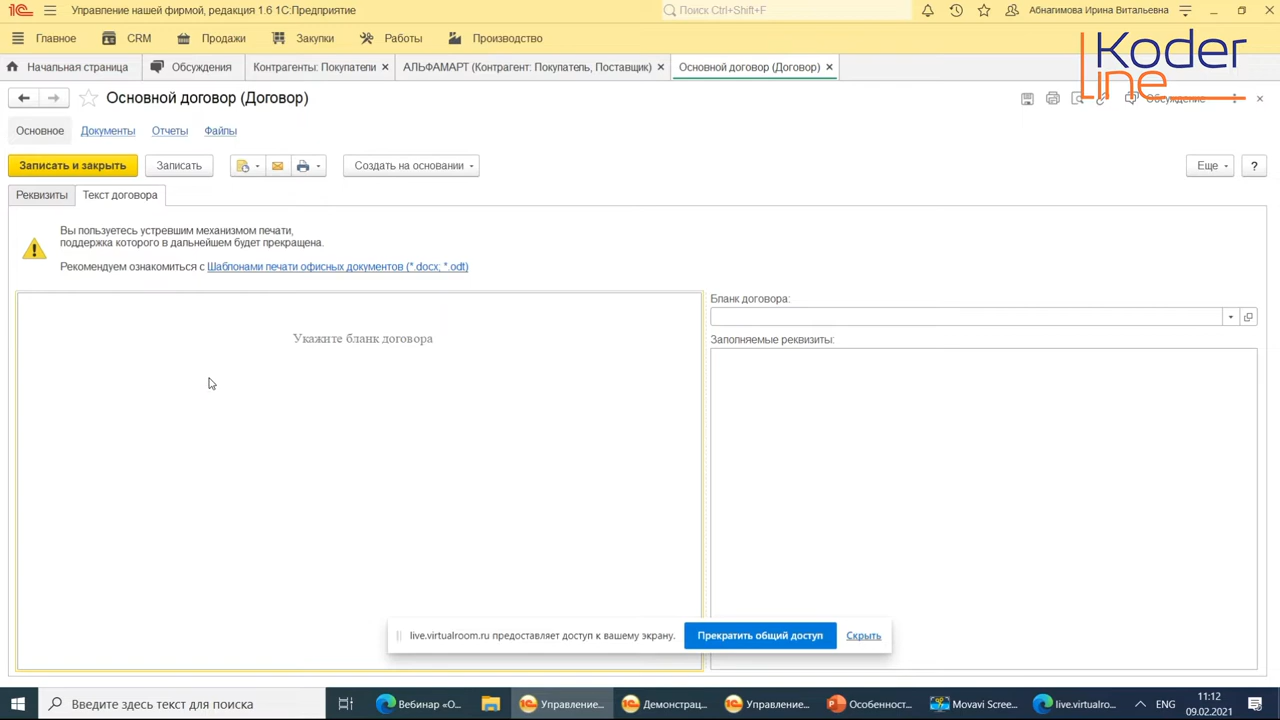 Управление нашей фирмой, редакция 1.6 1С:Предприятие
Поиск Ctrl+Shift+F
Абнагимова Ирина Витальевна
Главное
CRM
Продажи
Закупки
Работы
Производство
Koder
line
Начальная страница
Обсуждения
Контрагенты: Покупатели ×
АЛЬФАМАРТ (Контрагент: Покупатель, Поставщик) ×
Основной договор (Договор) ×
Основной договор (Договор)
Обсуждение
Основное
Документы
Отчеты
Файлы
Записать и закрыть
Записать
Создать на основании
Еще
?
Реквизиты
Текст договора
Вы пользуетесь устревшим механизмом печати,
поддержка которого в дальнейшем будет прекращена.
Рекомендуем ознакомиться с Шаблонами печати офисных документов (*.docx; *.odt)
Укажите бланк договора
Бланк договора:
Заполняемые реквизиты:
live.virtualroom.ru предоставляет доступ к вашему экрану.
Прекратить общий доступ
Скрыть
Введите здесь текст для поиска
Вебинар «О...
Управление...
Демонстрац...
Управление...
Особенност...
Movavi Scree...
live.virtualro...
ENG
11:12
09.02.2021